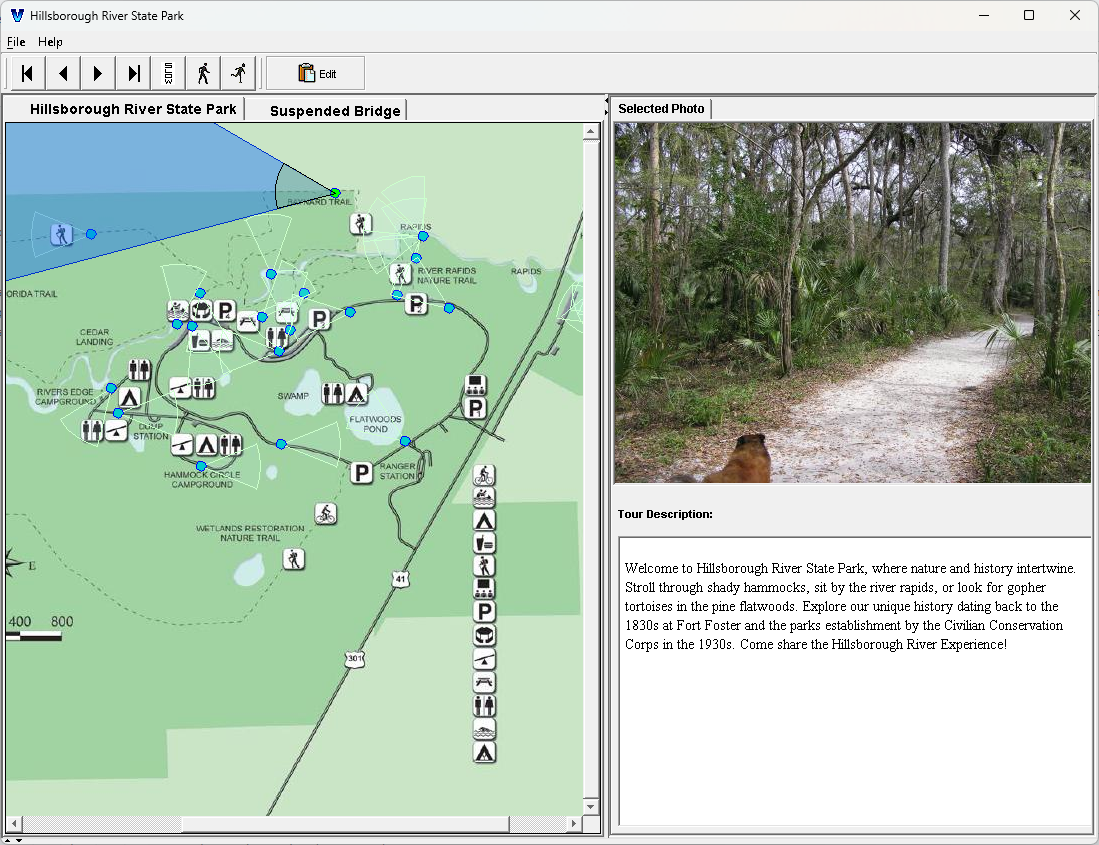 Hillsborough River State Park
File Help
SLOW
Edit
Hillsborough River State Park
Suspended Bridge
Selected Photo
BAYNARD TRAIL
RAPIDS
RIVER RAPIDS
NATURE TRAIL
RAPIDS
ORIDA TRAIL
P
P
P
CEDAR
LANDING
RIVERS EDGE
CAMPGROUND
SWAMP
P
FLATWOODS
POND
DUMP
STATION
P
RANGER
STATION
HAMMOCK CIRCLE
CAMPGROUND
WETLANDS RESTORATION
NATURE TRAIL
E
41
P
400 800
301
Tour Description:
Welcome to Hillsborough River State Park, where nature and history intertwine.
Stroll through shady hammocks, sit by the river rapids, or look for gopher
tortoises in the pine flatwoods. Explore our unique history dating back to the
1830s at Fort Foster and the parks establishment by the Civilian Conservation
Corps in the 1930s. Come share the Hillsborough River Experience!